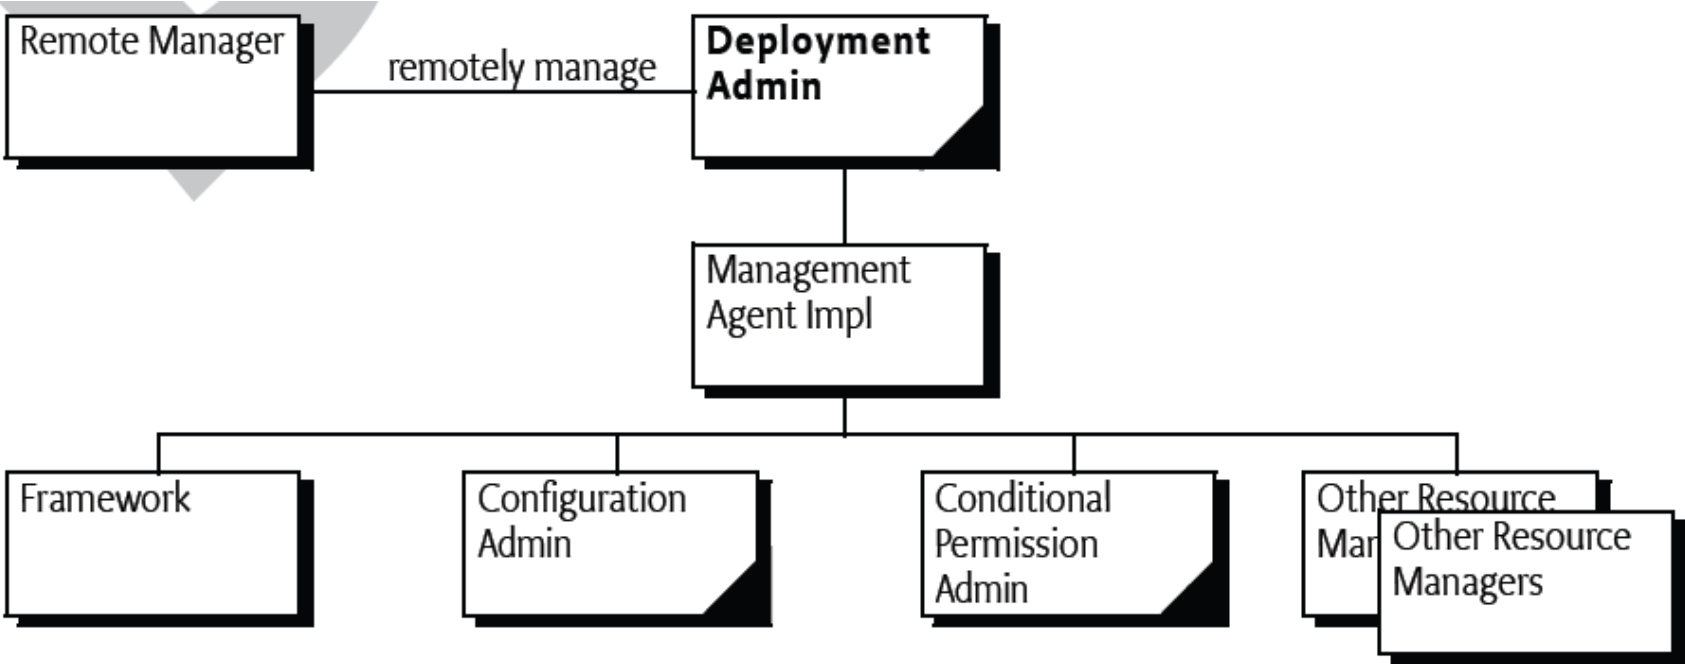 Remote Manager
remotely manage
Deployment
Admin
Management
Agent Impl
Framework
Configuration
Admin
Conditional
Permission
Admin
Other Resource
Mar
Other Resource
Managers